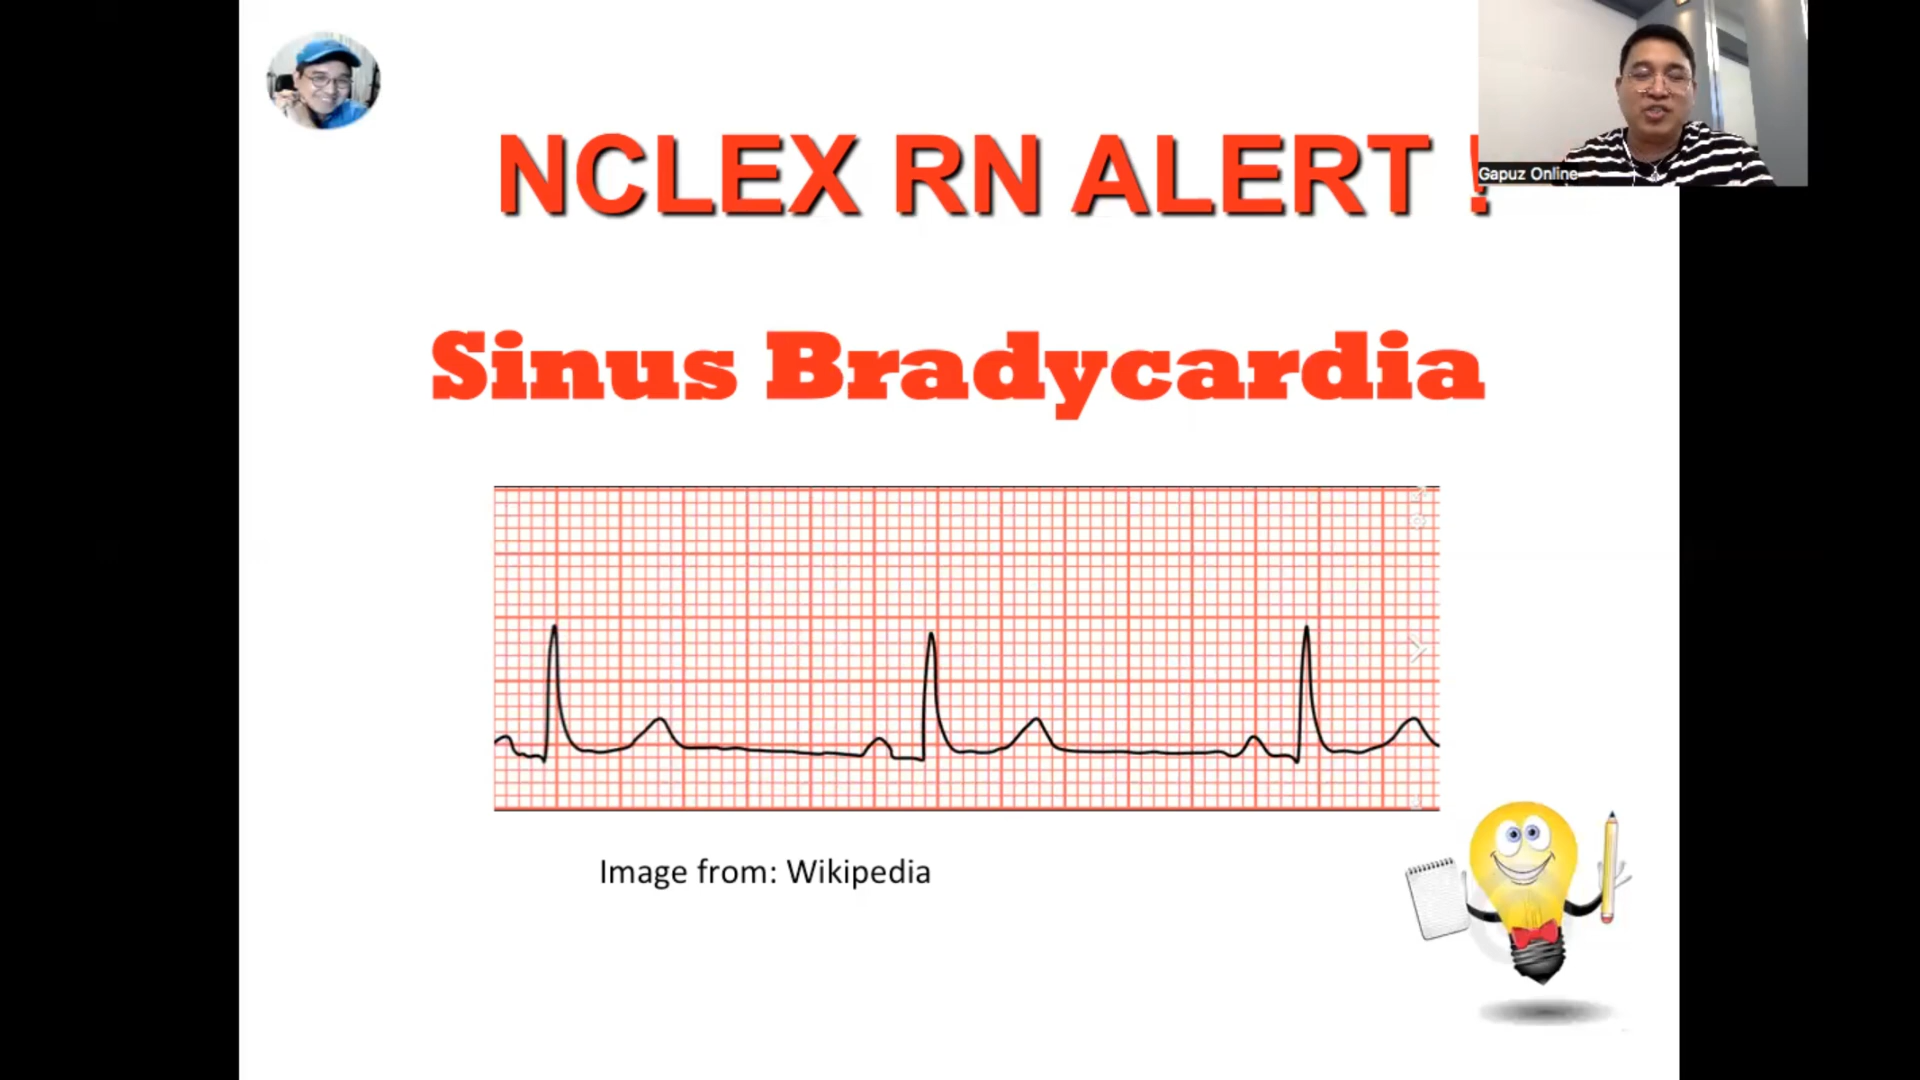 NCLEX RN ALERT !
Gapuz Online
Sinus Bradycardia
Image from: Wikipedia